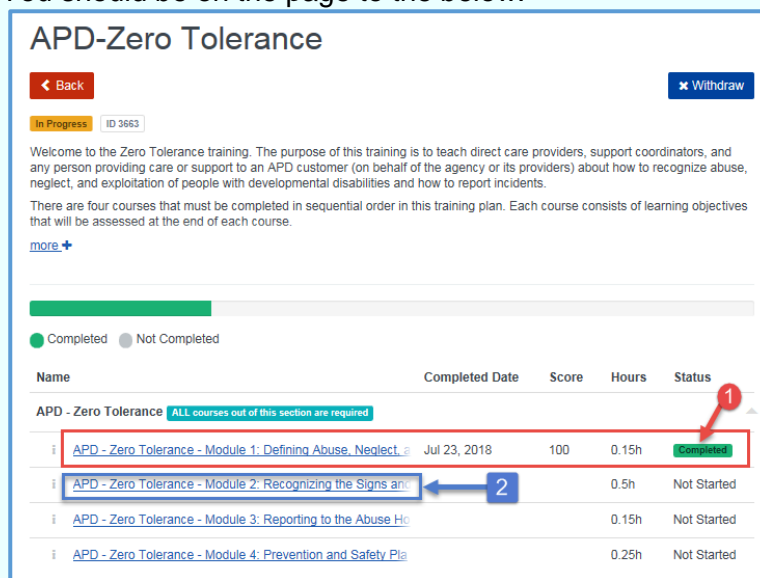 You should be on the page to the below:
APD-Zero Tolerance
Back
Withdraw
In Progress ID 3663
Welcome to the Zero Tolerance training. The purpose of this training is to teach direct care providers, support coordinators, and
any person providing care or support to an APD customer (on behalf of the agency or its providers) about how to recognize abuse,
neglect, and exploitation of people with developmental disabilities and how to report incidents.
There are four courses that must be completed in sequential order in this training plan. Each course consists of learning objectives
that will be assessed at the end of each course.
more
Completed Not Completed
Name Completed Date Score Hours Status
1
APD - Zero Tolerance ALL courses out of this section are required
APD - Zero Tolerance - Module 1: Defining Abuse, Neglect, Jul 23, 2018 100 0.15h Completed
APD - Zero Tolerance - Module 2: Recognizing the Signs and 2 0.5h Not Started
APD - Zero Tolerance - Module 3: Reporting to the Abuse Ho 0.15h Not Started
APD - Zero Tolerance - Module 4: Prevention and Safety Pla 0.25h Not Started